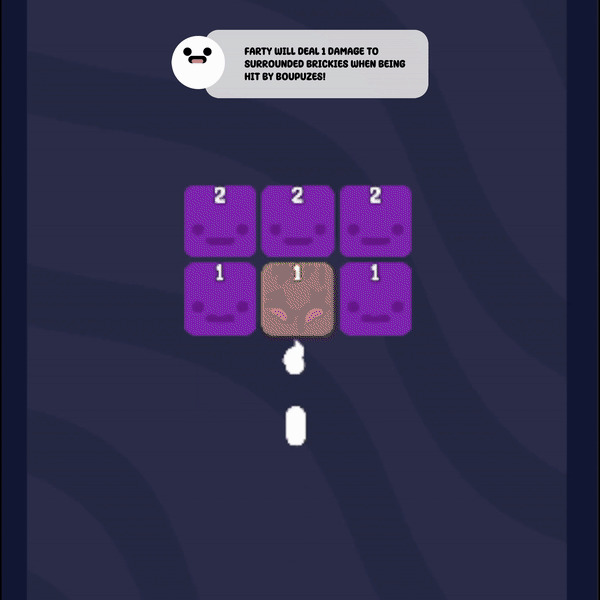 FARTY WILL DEAL 1 DAMAGE TO
SURROUNDED BRICKIES WHEN BEING
HIT BY BOUPUZES!
2 2 2
1 1 1